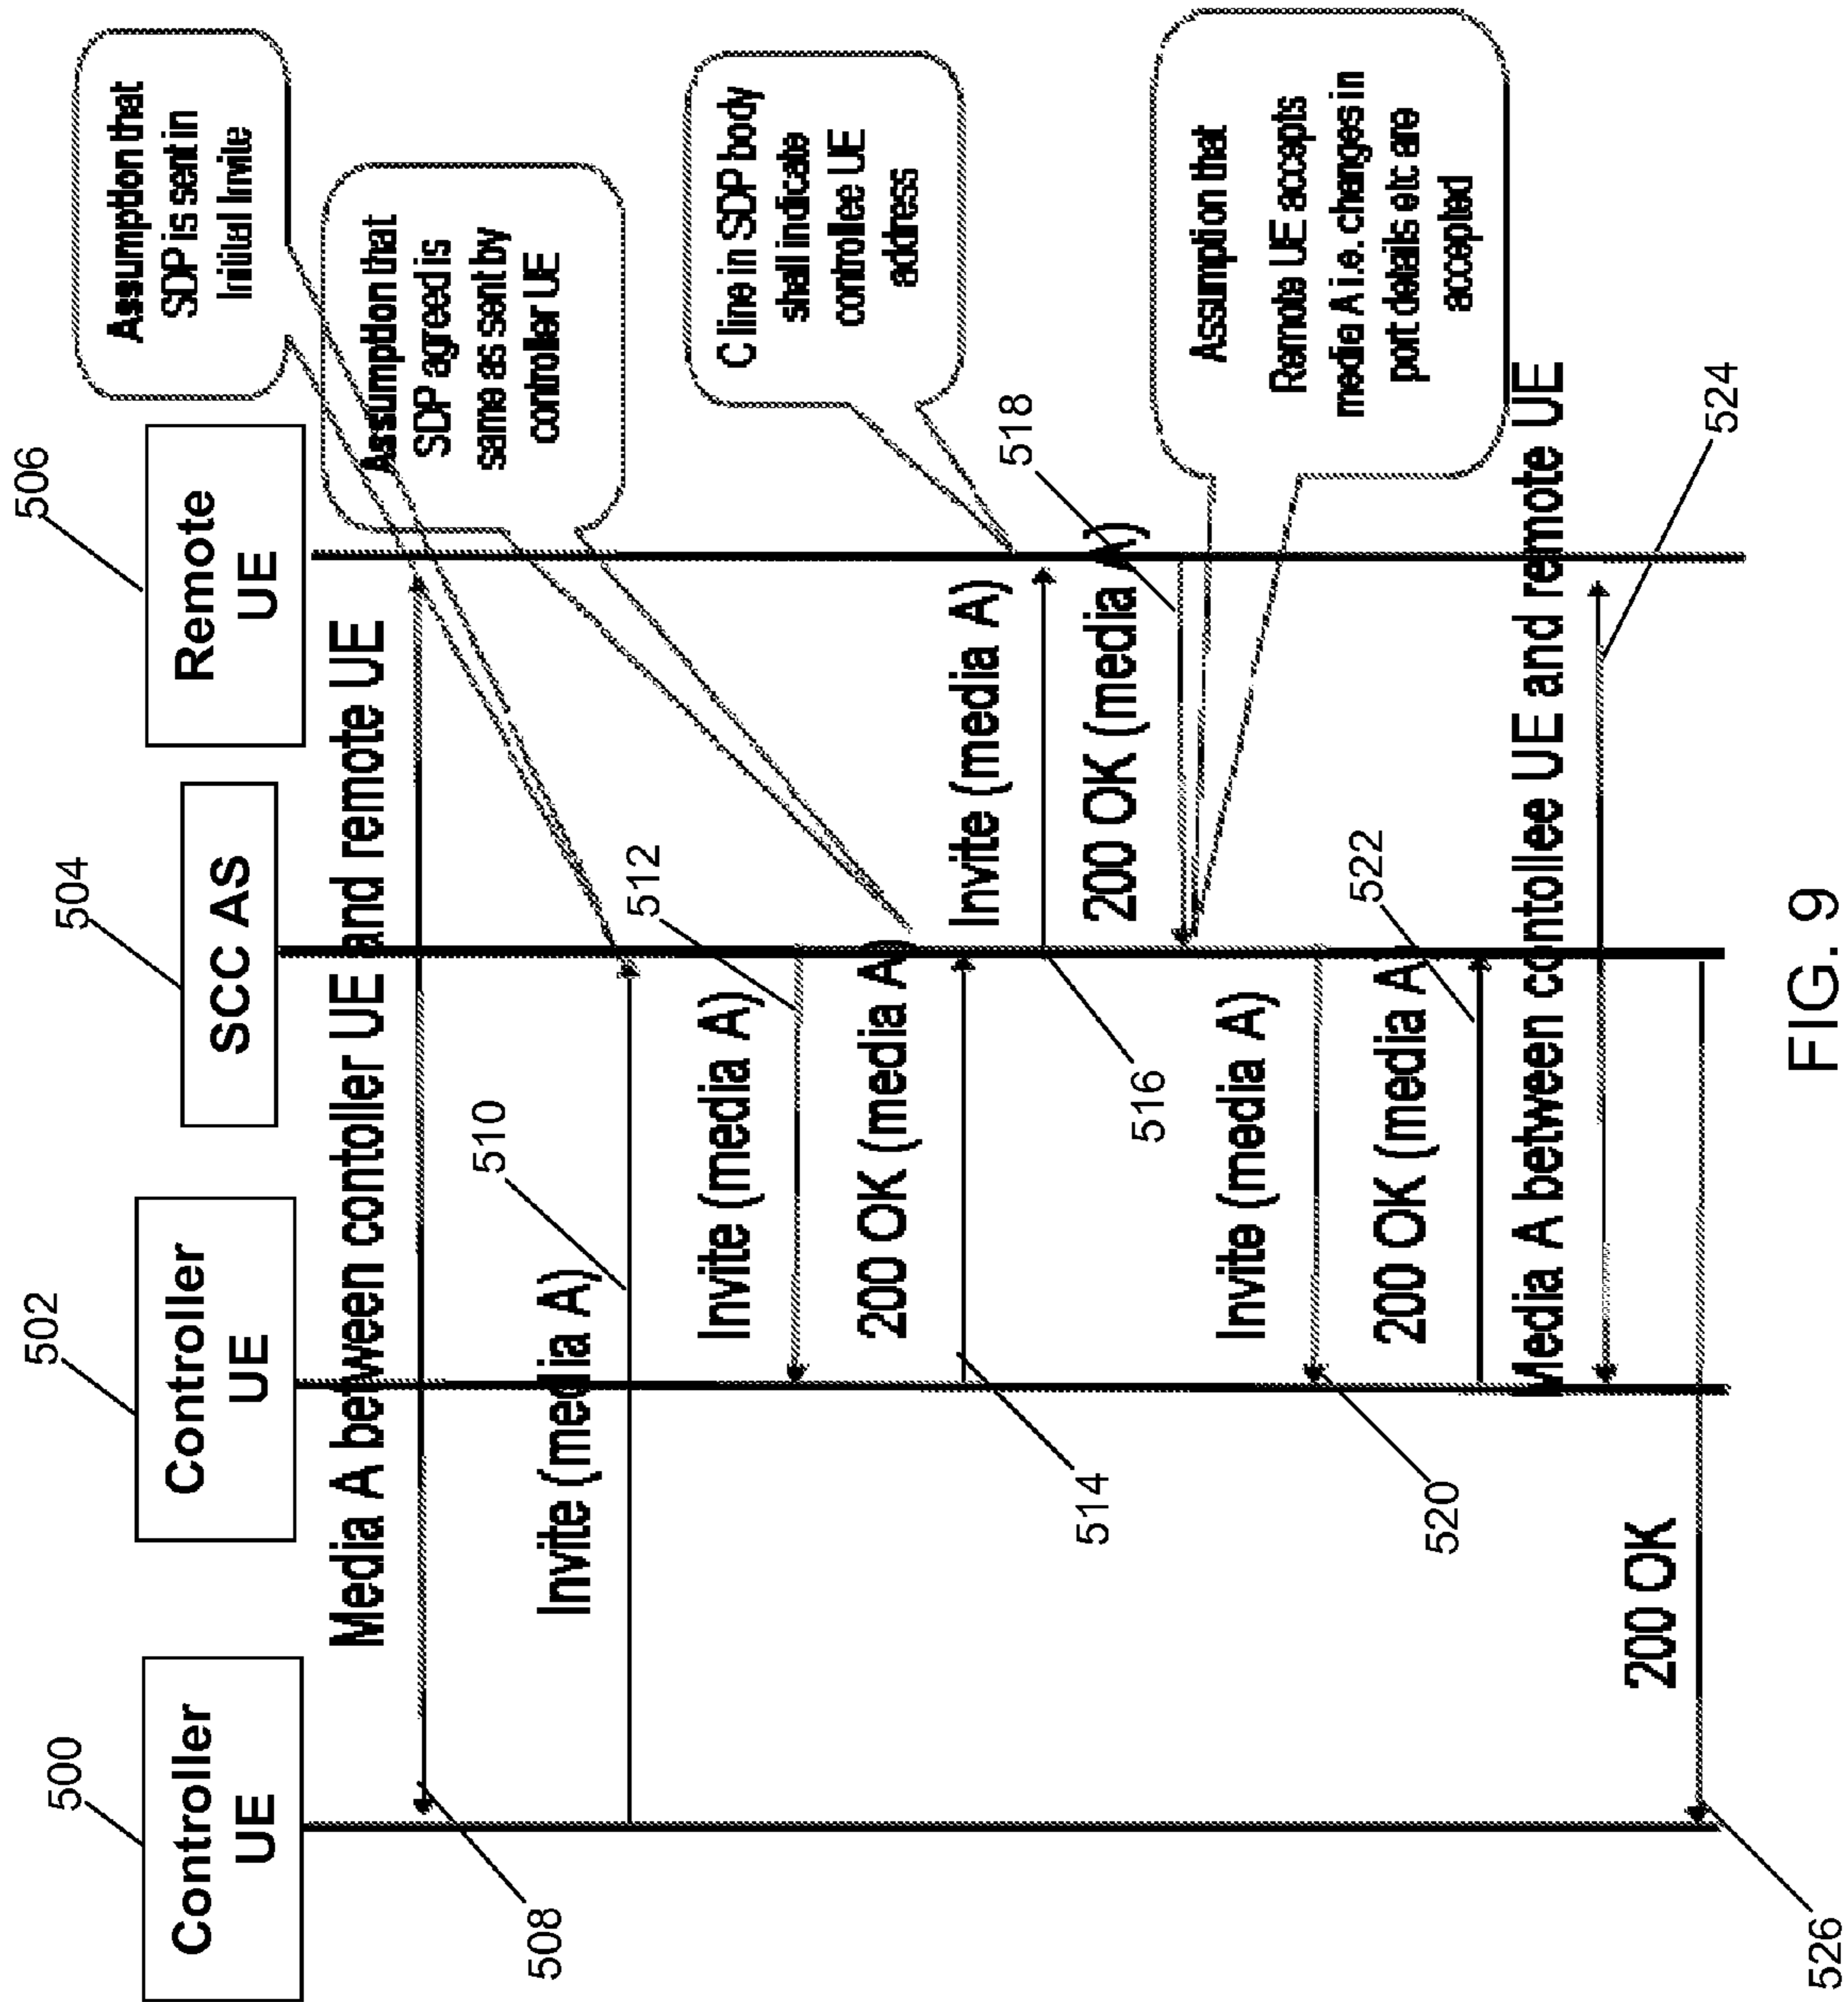 500
502
504
506
Controller
UE
Controller
UE
SCC AS
Remote
UE
Assumption that
SDP is sent in
Initial Invite
Media A between contoller UE and remote UE
508
510
Invite (media A)
Assumption that
SDP agreed is
same as sent by
controller UE
512
Invite (media A)
200 OK (media A)
514
C line in SDP body
shall indicate
controllee UE
address
Invite (media A)
516
518
200 OK (media A)
Assumption that
Remote UE accepts
media A i.e. changes in
port details etc are
accepted
Invite (media A)
520
522
200 OK (media A)
Media A between contollee UE and remote UE
524
200 OK
526
FIG. 9